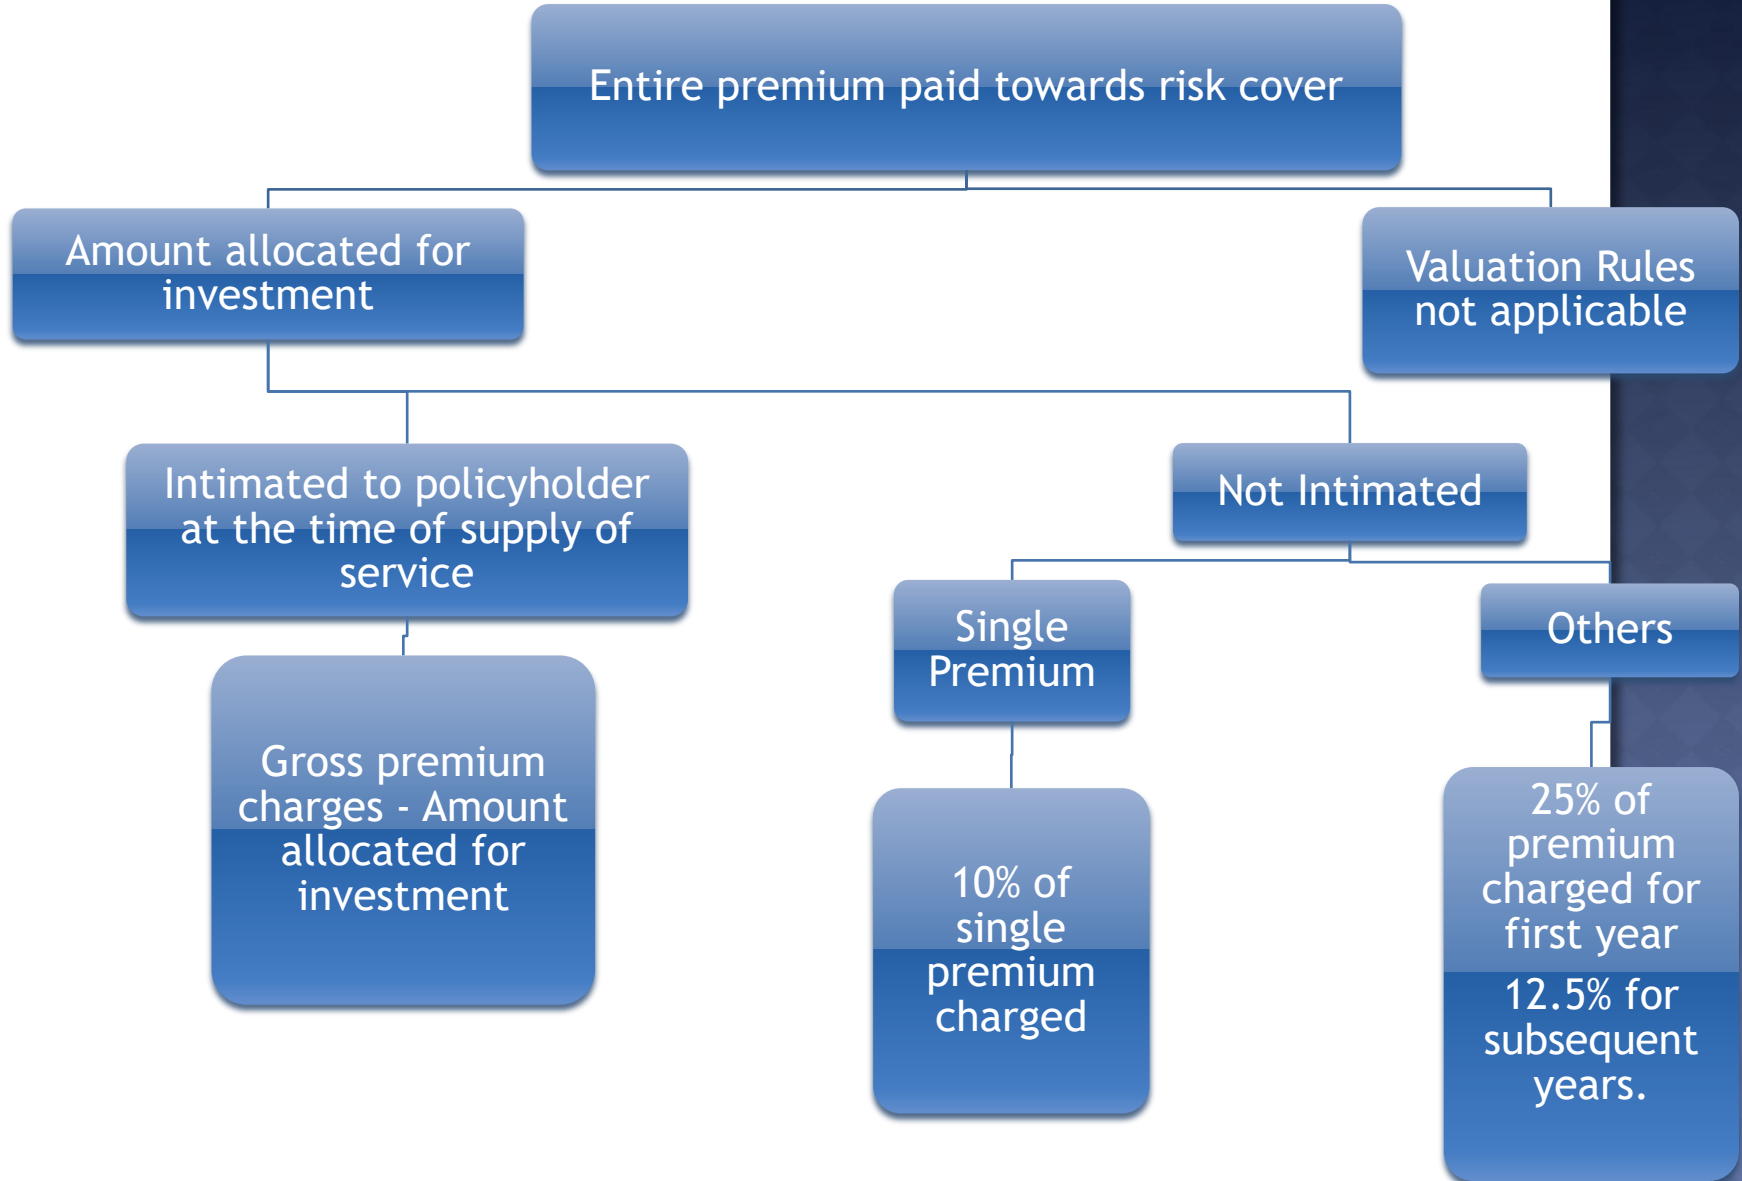 Entire premium paid towards risk cover
Amount allocated for
investment
Valuation Rules
not applicable
Intimated to policyholder
at the time of supply of
service
Not Intimated
Single
Premium
Others
Gross premium
charges - Amount
allocated for
investment
10% of
single
premium
charged
25% of
premium
charged for
first year
12.5% for
subsequent
years.